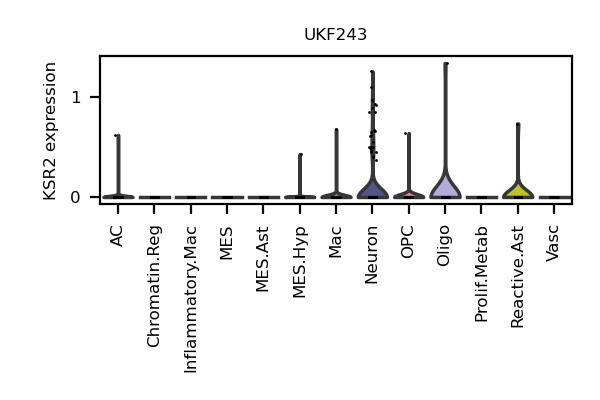 UKF243
KSR2 expression
1
0
AC
Chromatin.Reg
Inflammatory.Mac
MES
MES.Ast
MES.Hyp
Mac
Neuron
OPC
Oligo
Prolif.Metab
Reactive.Ast
Vasc